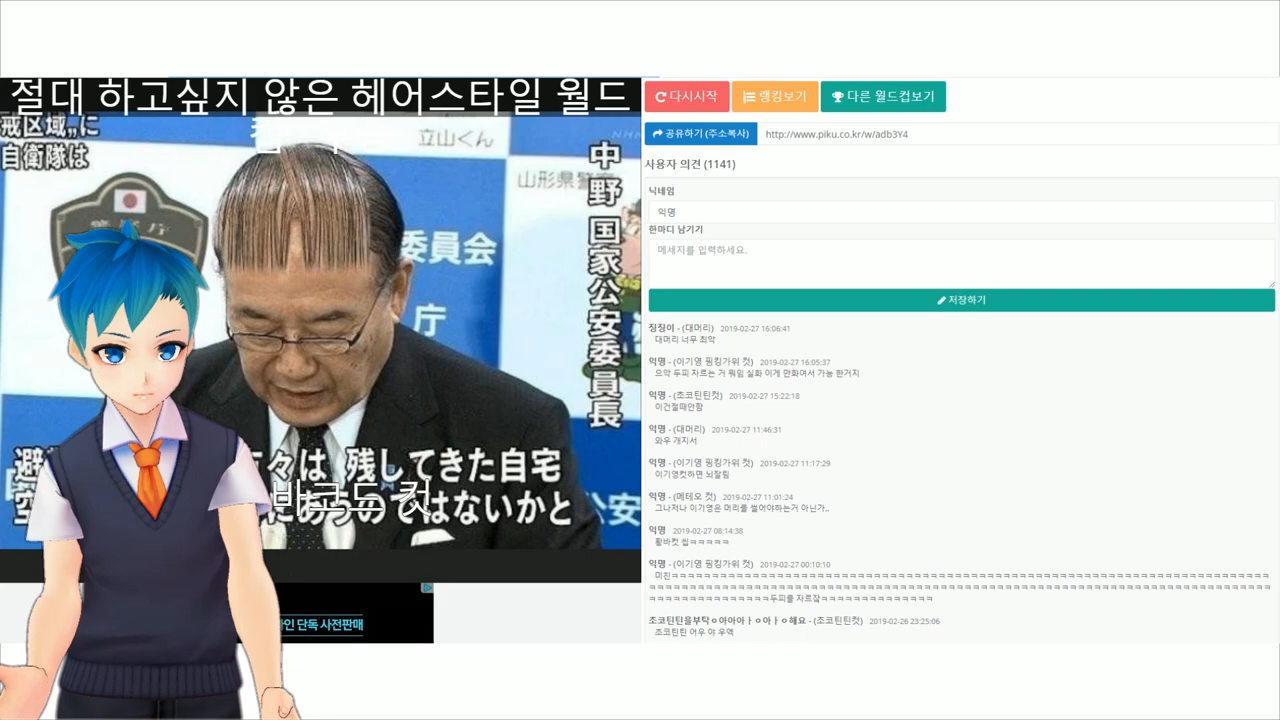 절대 하고싶지 않은 헤어스타일 월드
戒区域〟に
自衛隊は
立山くん
NHK
山形県警察
委員会
庁
中野 国家公安委員長
方々は 残してきた自宅
바코드 컷
にあうのではないかと
公安
인 단독 사전판매
다시시작
랭킹보기
다른 월드컵보기
공유하기 (주소복사)
http://www.piku.co.kr/w/adb3Y4
사용자 의견 (1141)
닉네임
익명
한마디 남기기
메세지를 입력하세요.
저장하기
징징이 - (대머리) 2019-02-27 16:06:41
대머리 너무 최악
익명 - (이기영 핑킹가위 컷) 2019-02-27 16:05:37
으악 두피 자르는 거 뭐임 실화 이게 만화여서 가능 한거지
익명 - (초코틴틴컷) 2019-02-27 15:22:18
이건절때안함
익명 - (대머리) 2019-02-27 11:46:31
와우 개지서
익명 - (이기영 핑킹가위 컷) 2019-02-27 11:17:29
이기영컷하면 뇌잘림
익명 - (메테오 컷) 2019-02-27 11:01:24
그나저나 이기영은 머리를 썰어야하는거 아닌가..
익명 2019-02-27 08:14:38
황바컷 씹ㅋㅋㅋㅋㅋ
익명 - (이기영 핑킹가위 컷) 2019-02-27 00:10:10
두피를 자르잖ㅋㅋㅋㅋㅋㅋㅋㅋㅋㅋㅋㅋㅋㅋ
초코틴틴을부탁ㅇ아아아ㅏㅇ아ㅏㅇ해요 - (초코틴틴컷) 2019-02-26 23:25:06
초코틴틴 어우 야 우엑